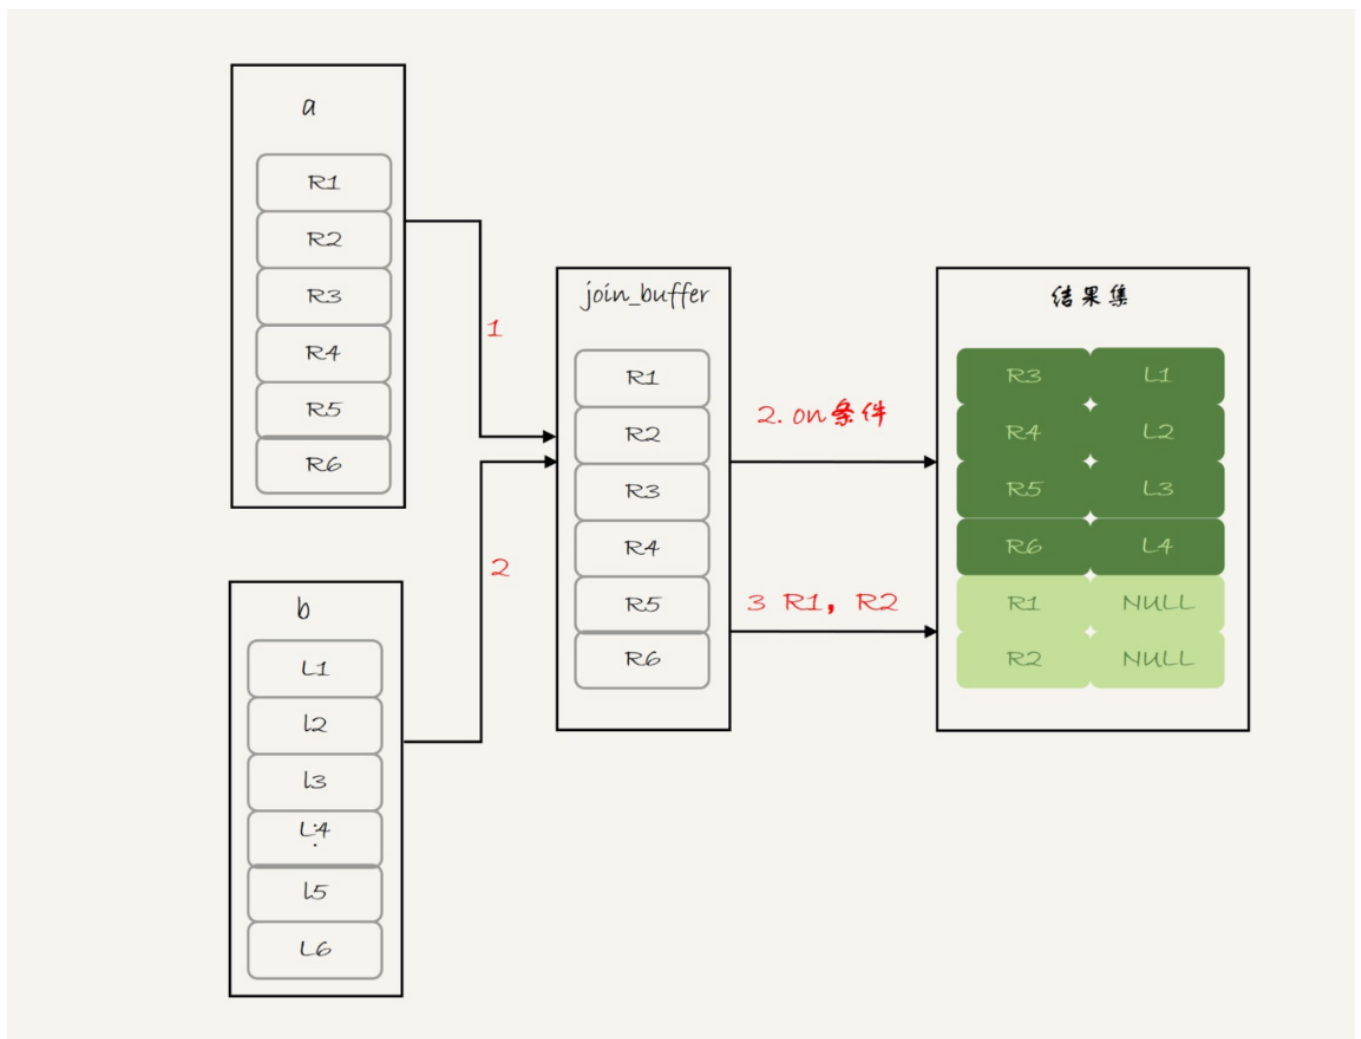 a
R1
R2
R3
R4
R5
R6
1
b
L1
l2
l3
L4
l5
L6
2
join_buffer
R1
R2
R3
R4
R5
R6
2. on条件
3 R1，R2
结果集
R3 L1
R4 L2
R5 L3
R6 L4
R1 NULL
R2 NULL